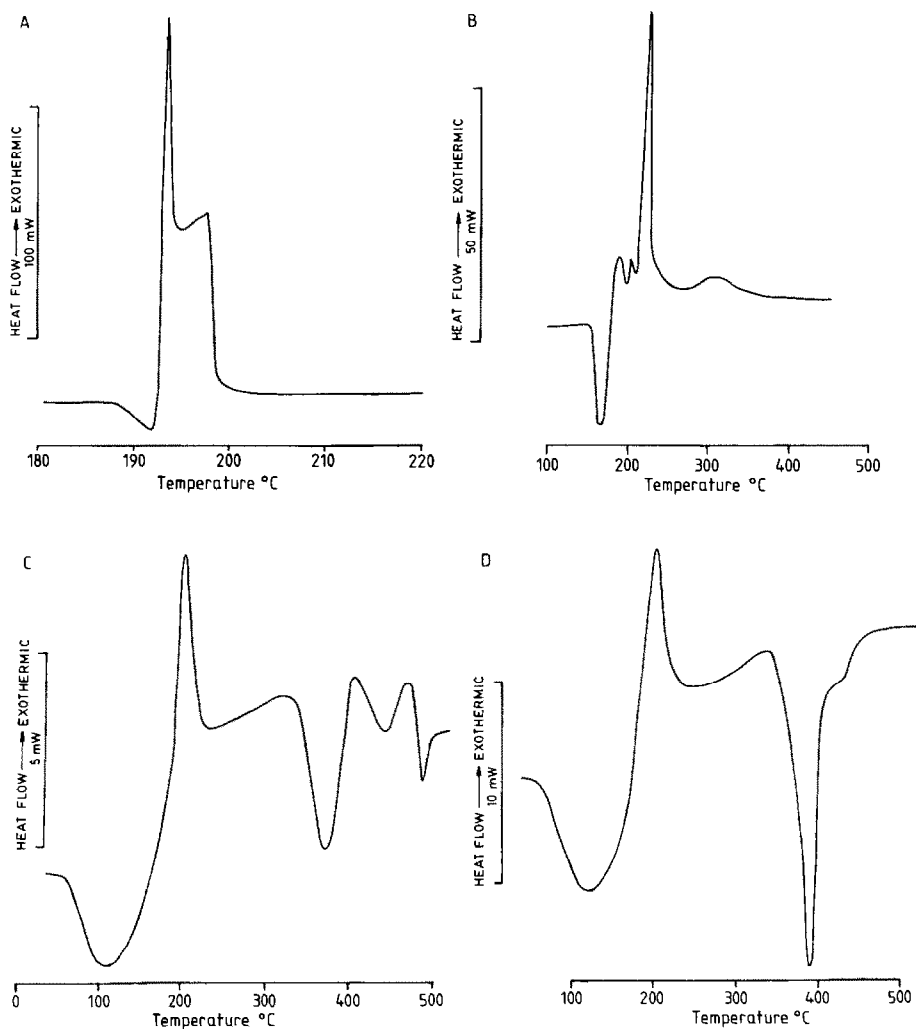 A
HEAT FLOW ⟶ EXOTHERMIC
100 mW
180 190 200 210 220
Temperature °C
B
HEAT FLOW ⟶ EXOTHERMIC
50 mW
100 200 300 400 500
Temperature °C
C
HEAT FLOW ⟶ EXOTHERMIC
5 mW
0 100 200 300 400 500
Temperature °C
D
HEAT FLOW ⟶ EXOTHERMIC
10 mW
100 200 300 400 500
Temperature °C